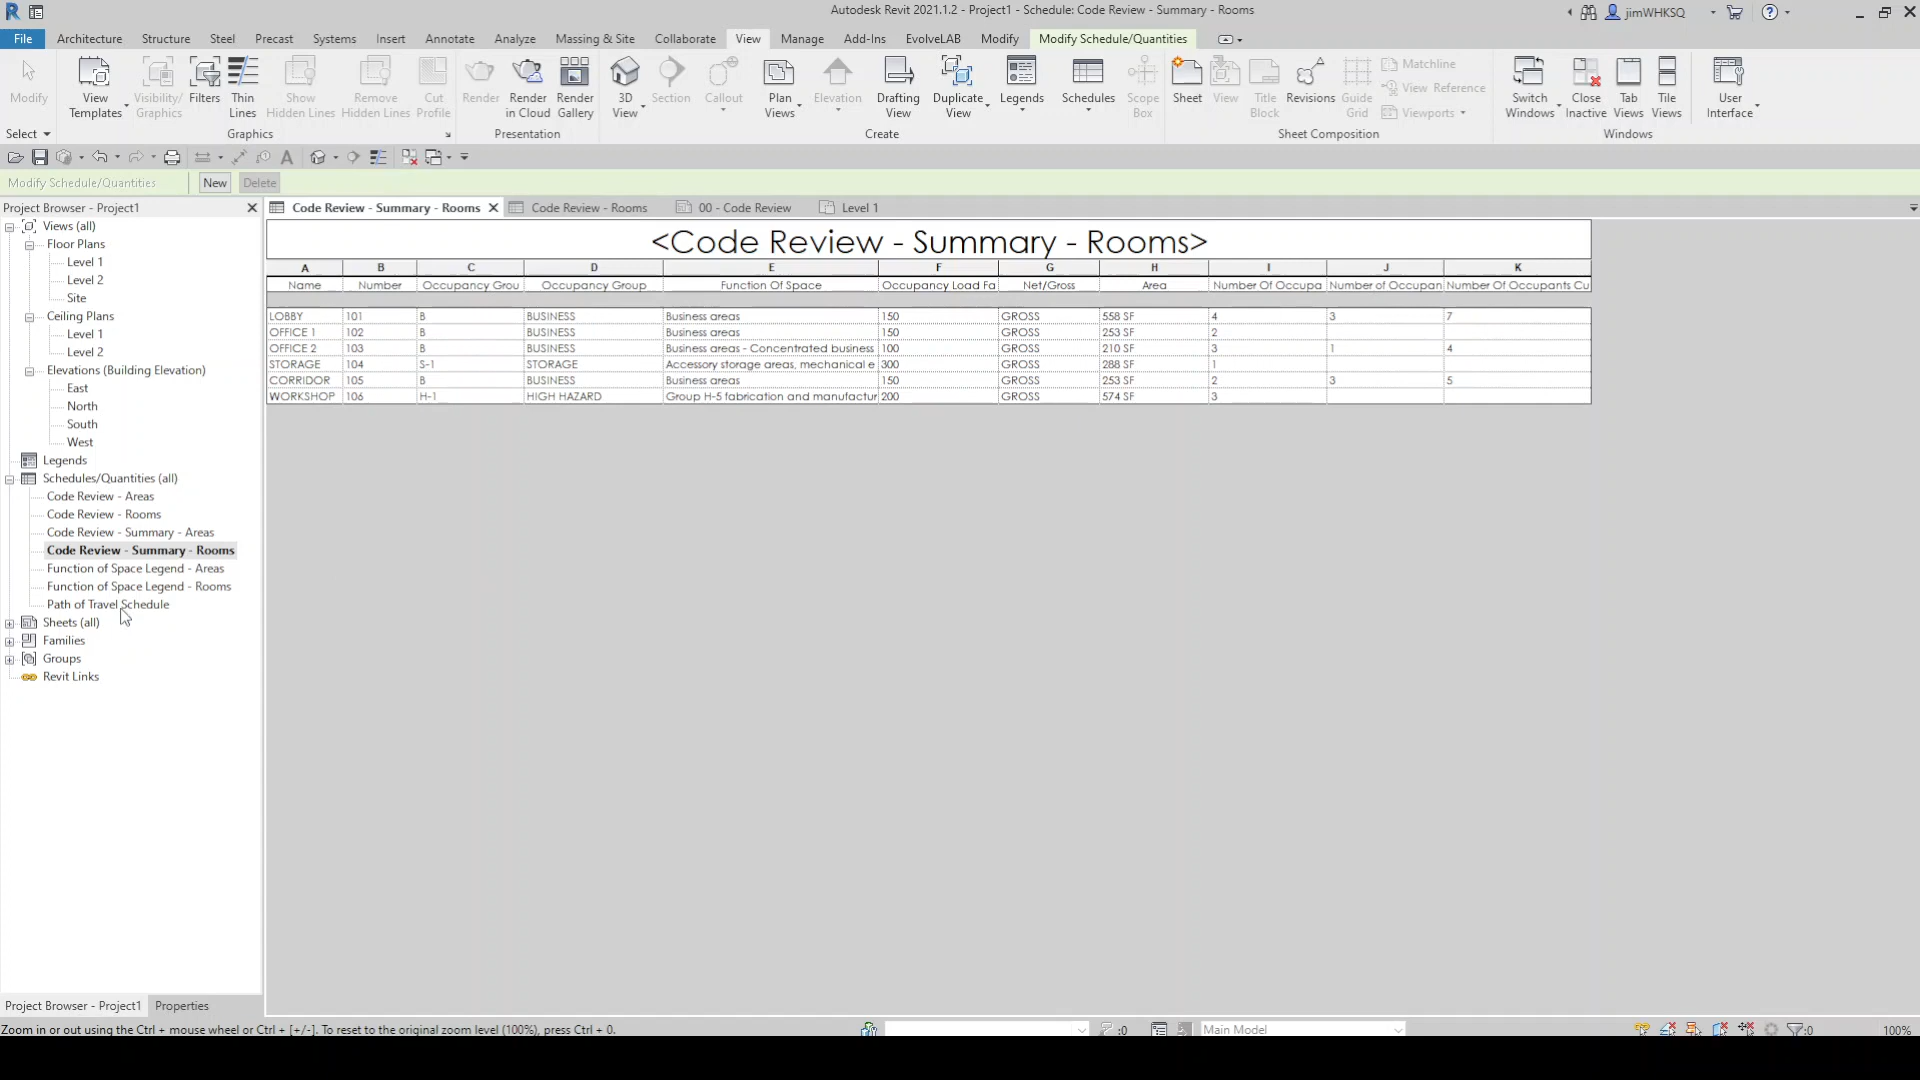 Autodesk Revit 2021.1.2 - Project1 - Schedule: Code Review - Summary - Rooms
jimWHKSQ
File Architecture Structure Steel Precast Systems Insert Annotate Analyze Massing & Site Collaborate View Manage Add-Ins EvolveLAB Modify Modify Schedule/Quantities
Modify
View Templates
Visibility/ Graphics
Filters
Thin Lines
Show Hidden Lines
Remove Hidden Lines
Cut Profile
Render
Render in Cloud
Render Gallery
3D View
Section
Callout
Plan Views
Elevation
Drafting View
Duplicate View
Legends
Schedules
Scope Box
Sheet
View
Title Block
Revisions
Guide Grid
Matchline
View Reference
Viewports
Switch Windows
Close Inactive
Tab Views
Tile Views
User Interface
Select Graphics Presentation Create Sheet Composition Windows
Modify Schedule/Quantities New Delete
Project Browser - Project1
Views (all)
Floor Plans
Level 1
Level 2
Site
Ceiling Plans
Level 1
Level 2
Elevations (Building Elevation)
East
North
South
West
Legends
Schedules/Quantities (all)
Code Review - Areas
Code Review - Rooms
Code Review - Summary - Areas
Code Review - Summary - Rooms
Function of Space Legend - Areas
Function of Space Legend - Rooms
Path of Travel Schedule
Sheets (all)
Families
Groups
Revit Links
Project Browser - Project1 Properties
Code Review - Summary - Rooms Code Review - Rooms 00 - Code Review Level 1
<Code Review - Summary - Rooms>
A B C D E F G H I J K
Name Number Occupancy Grou Occupancy Group Function Of Space Occupancy Load Fa Net/Gross Area Number Of Occupa Number of Occupan Number Of Occupants Cu
LOBBY 101 B BUSINESS Business areas 150 GROSS 558 SF 4 3 7
OFFICE 1 102 B BUSINESS Business areas 150 GROSS 253 SF 2
OFFICE 2 103 B BUSINESS Business areas - Concentrated business 100 GROSS 210 SF 3 1 4
STORAGE 104 S-1 STORAGE Accessory storage areas, mechanical e 300 GROSS 288 SF 1
CORRIDOR 105 B BUSINESS Business areas 150 GROSS 253 SF 2 3 5
WORKSHOP 106 H-1 HIGH HAZARD Group H-5 fabrication and manufactur 200 GROSS 574 SF 3
Zoom in or out using the Ctrl + mouse wheel or Ctrl + [+/-]. To reset to the original zoom level (100%), press Ctrl + 0. :0 Main Model :0 100%